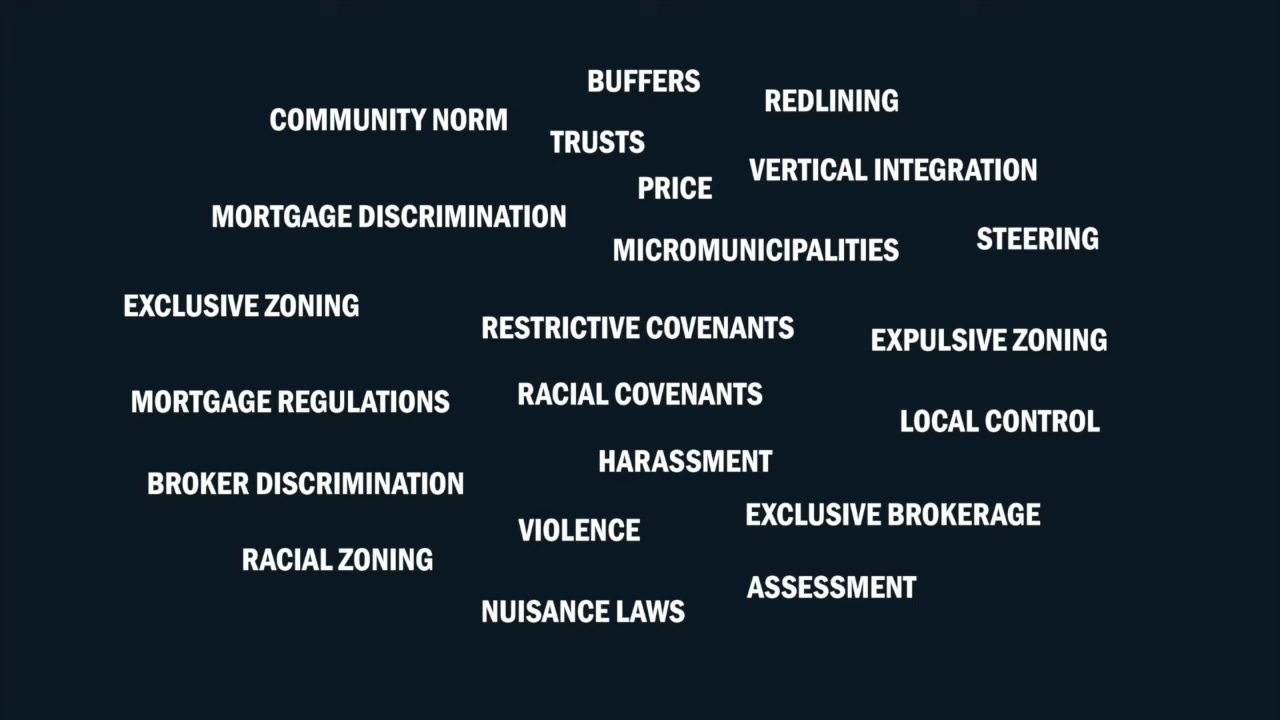 BUFFERS
REDLINING
COMMUNITY NORM
TRUSTS
VERTICAL INTEGRATION
PRICE
MORTGAGE DISCRIMINATION
STEERING
MICROMUNICIPALITIES
EXCLUSIVE ZONING
RESTRICTIVE COVENANTS
EXPULSIVE ZONING
RACIAL COVENANTS
MORTGAGE REGULATIONS
LOCAL CONTROL
HARASSMENT
BROKER DISCRIMINATION
EXCLUSIVE BROKERAGE
VIOLENCE
RACIAL ZONING
ASSESSMENT
NUISANCE LAWS